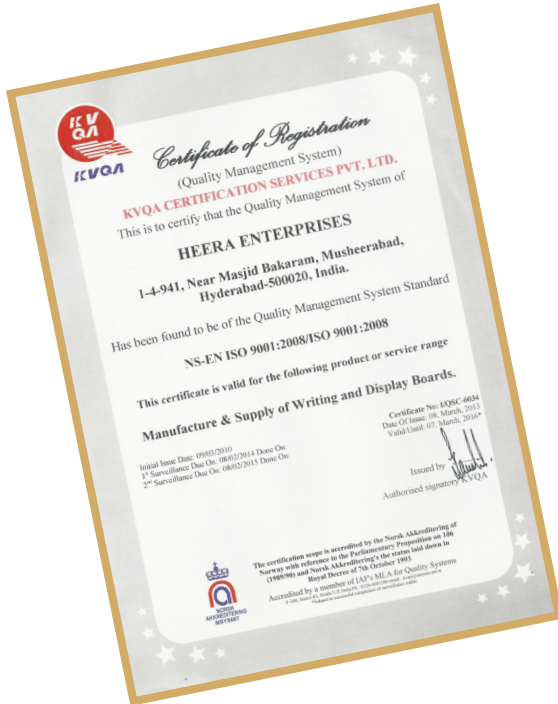 KV
QA
KVQA
Certificate of Registration
(Quality Management System)
KVQA CERTIFICATION SERVICES PVT. LTD.
This is to certify that the Quality Management System of
HEERA ENTERPRISES
1-4-941, Near Masjid Bakaram, Musheerabad,
Hyderabad-500020, India.
Has been found to be of the Quality Management System Standard
NS-EN ISO 9001:2008/ISO 9001:2008
This certificate is valid for the following product or service range
Manufacture & Supply of Writing and Display Boards.
Certificate No: I/QSC-6034
Date Of Issue: 08, March, 2013
Valid Until: 07, March, 2016*
Initial Issue Date: 09/03/2010
1st Surveillance Due On: 08/02/2014 Done On:
2nd Surveillance Due On: 08/02/2015 Done On:
Issued by
Authorised signatory KVQA
NORSK
AKKREDITERING
The certification scope is accredited by the Norsk Akkreditering of
Norway with reference to the Parliamentary Proposition on 106
(1989/90) and Norsk Akkreditering's the status laid down in
Royal Decree of 7th October 1993
Accredited by a member of IAF's MLA for Quality Systems
*Subject to successful completion of surveillance audits.